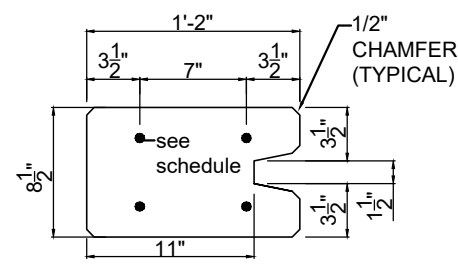 1'-2"
3 1/2"
7"
3 1/2"
1/2"
CHAMFER
(TYPICAL)
see
schedule
8 1/2"
3 1/2"
1 1/2"
3 1/2"
11"